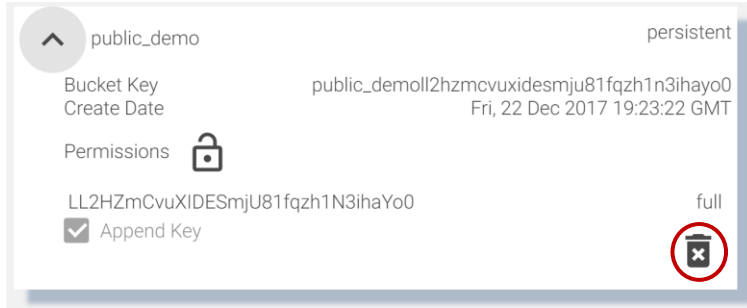 public_demo persistent
Bucket Key public_demoll2hzmcvuxidesmju81fqzh1n3ihayo0
Create Date Fri, 22 Dec 2017 19:23:22 GMT
Permissions
LL2HZmCvuXIDESmjU81fqzh1N3ihaYo0 full
Append Key